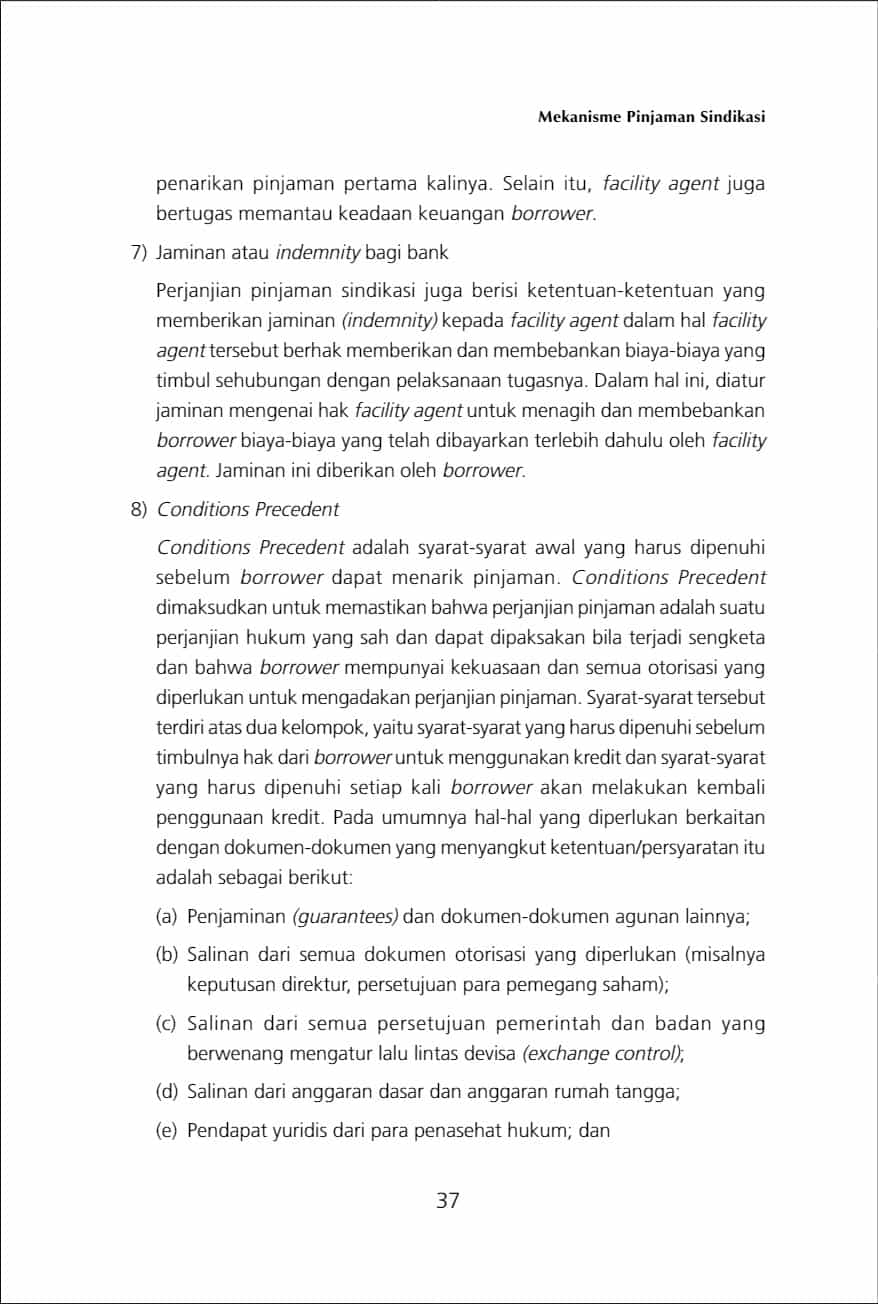 Mekanisme Pinjaman Sindikasi
penarikan pinjaman pertama kalinya. Selain itu, facility agent juga
bertugas memantau keadaan keuangan borrower.
7) Jaminan atau indemnity bagi bank
Perjanjian pinjaman sindikasi juga berisi ketentuan-ketentuan yang
memberikan jaminan (indemnity) kepada facility agent dalam hal facility
agent tersebut berhak memberikan dan membebankan biaya-biaya yang
timbul sehubungan dengan pelaksanaan tugasnya. Dalam hal ini, diatur
jaminan mengenai hak facility agent untuk menagih dan membebankan
borrower biaya-biaya yang telah dibayarkan terlebih dahulu oleh facility
agent. Jaminan ini diberikan oleh borrower.
8) Conditions Precedent
Conditions Precedent adalah syarat-syarat awal yang harus dipenuhi
sebelum borrower dapat menarik pinjaman. Conditions Precedent
dimaksudkan untuk memastikan bahwa perjanjian pinjaman adalah suatu
perjanjian hukum yang sah dan dapat dipaksakan bila terjadi sengketa
dan bahwa borrower mempunyai kekuasaan dan semua otorisasi yang
diperlukan untuk mengadakan perjanjian pinjaman. Syarat-syarat tersebut
terdiri atas dua kelompok, yaitu syarat-syarat yang harus dipenuhi sebelum
timbulnya hak dari borrower untuk menggunakan kredit dan syarat-syarat
yang harus dipenuhi setiap kali borrower akan melakukan kembali
penggunaan kredit. Pada umumnya hal-hal yang diperlukan berkaitan
dengan dokumen-dokumen yang menyangkut ketentuan/persyaratan itu
adalah sebagai berikut:
(a) Penjaminan (guarantees) dan dokumen-dokumen agunan lainnya;
(b) Salinan dari semua dokumen otorisasi yang diperlukan (misalnya
keputusan direktur, persetujuan para pemegang saham);
(c) Salinan dari semua persetujuan pemerintah dan badan yang
berwenang mengatur lalu lintas devisa (exchange control);
(d) Salinan dari anggaran dasar dan anggaran rumah tangga;
(e) Pendapat yuridis dari para penasehat hukum; dan
37